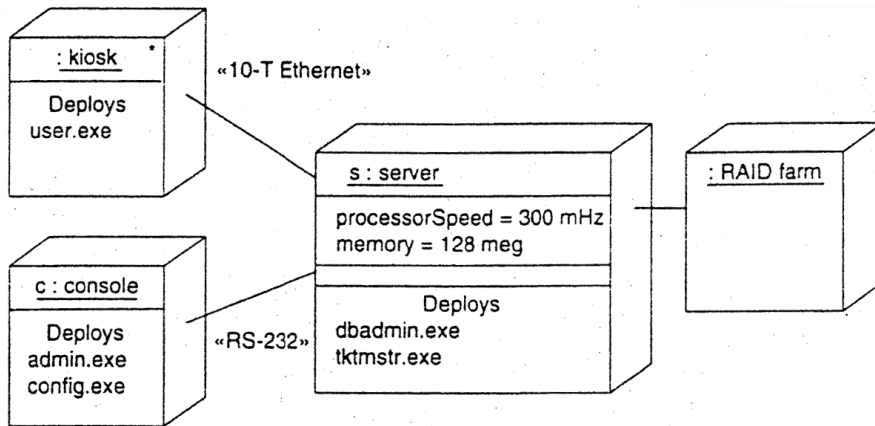 : kiosk *
Deploys
user.exe
«10-T Ethernet»
c : console
Deploys
admin.exe
config.exe
«RS-232»
s : server
processorSpeed = 300 mHz
memory = 128 meg
Deploys
dbadmin.exe
tktmstr.exe
: RAID farm